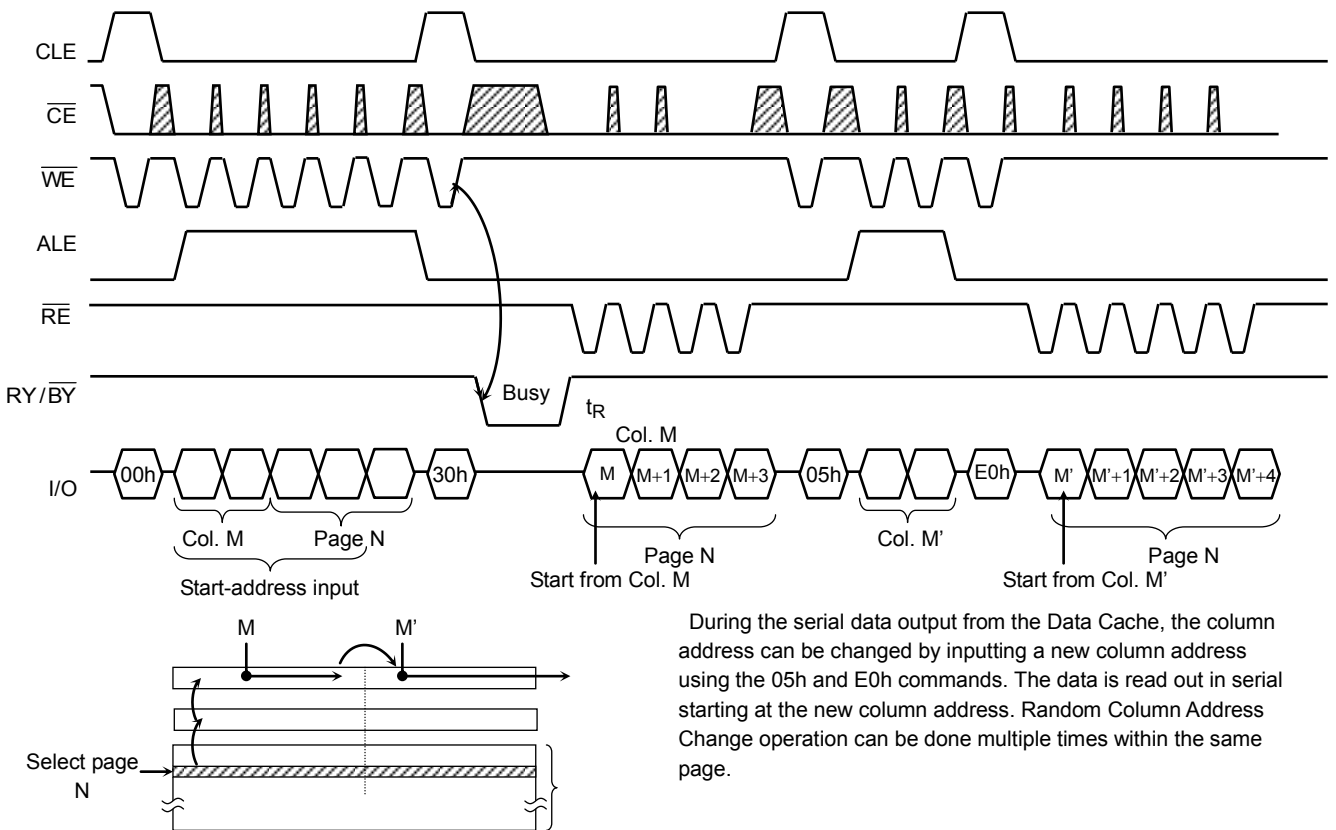 CLE
CE
WE
ALE
RE
RY/BY
Busy
tR
Col. M
I/O
00h
30h
M
M+1
M+2
M+3
05h
E0h
M’
M’+1
M’+2
M’+3
M’+4
Col. M
Page N
Start-address input
Page N
Start from Col. M
Col. M’
Page N
Start from Col. M’
M
M’
Select page
N
During the serial data output from the Data Cache, the column
address can be changed by inputting a new column address
using the 05h and E0h commands. The data is read out in serial
starting at the new column address. Random Column Address
Change operation can be done multiple times within the same
page.